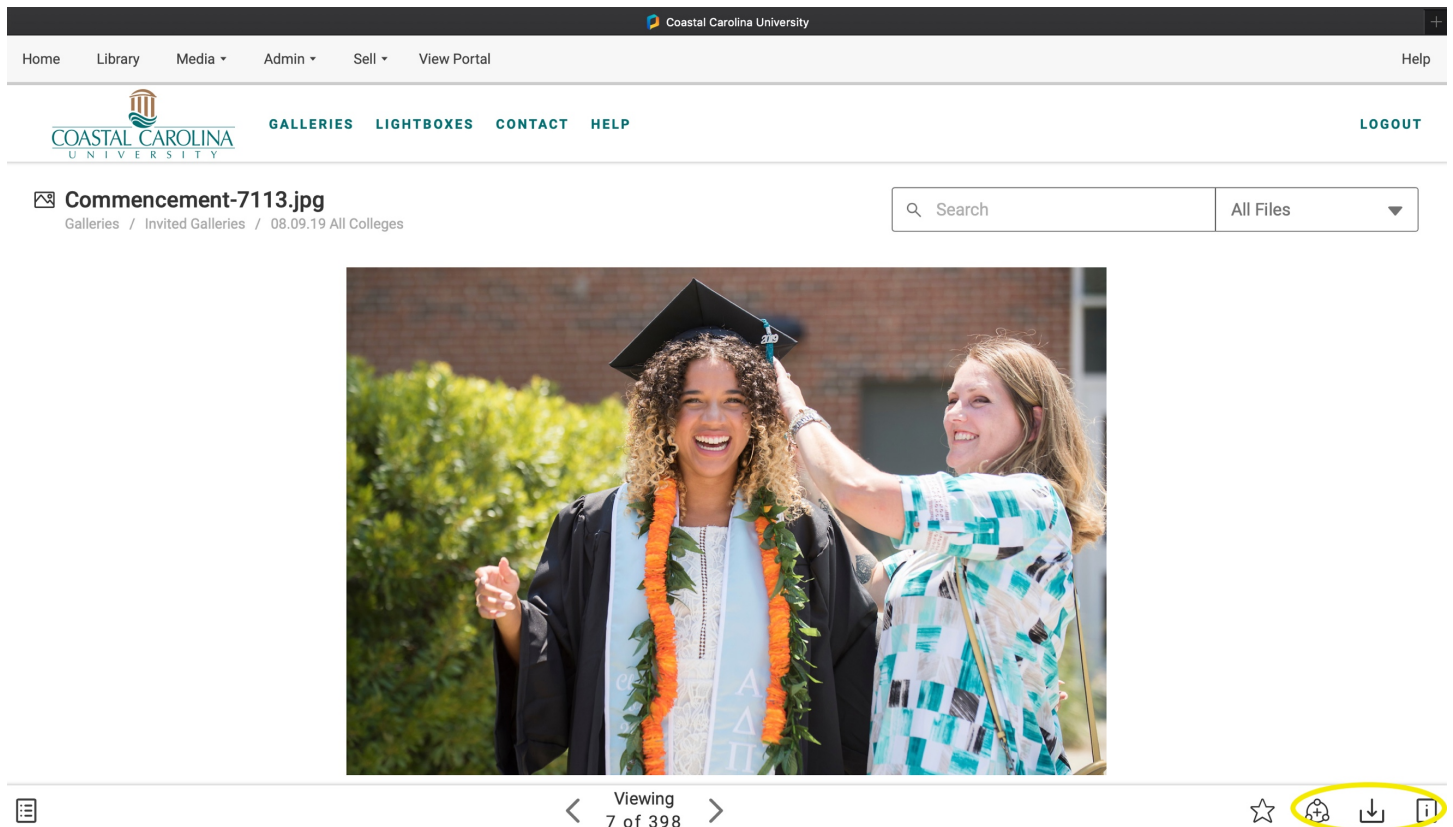 Coastal Carolina University
Home Library Media Admin Sell View Portal Help
COASTAL CAROLINA
UNIVERSITY
GALLERIES LIGHTBOXES CONTACT HELP LOGOUT
Commencement-7113.jpg
Galleries / Invited Galleries / 08.09.19 All Colleges
Search All Files
2019
Α
Δ
Π
Viewing
7 of 398